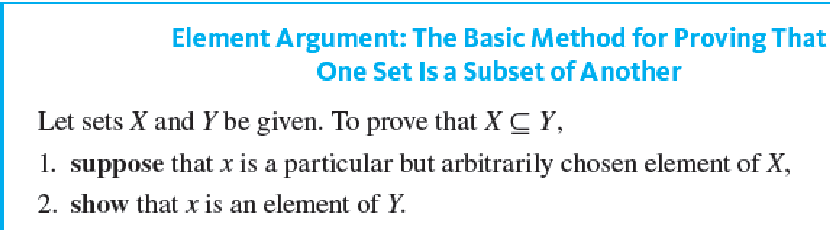 Element Argument: The Basic Method for Proving That
One Set Is a Subset of Another
Let sets X and Y be given. To prove that X ⊆ Y,
1. suppose that x is a particular but arbitrarily chosen element of X,
2. show that x is an element of Y.